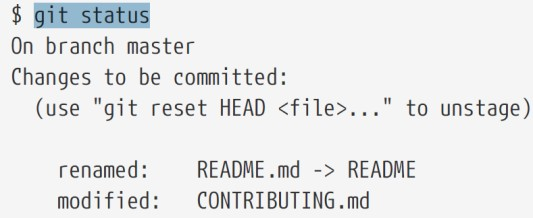 $ git status
On branch master
Changes to be committed:
  (use "git reset HEAD <file>..." to unstage)

    renamed:    README.md -> README
    modified:   CONTRIBUTING.md